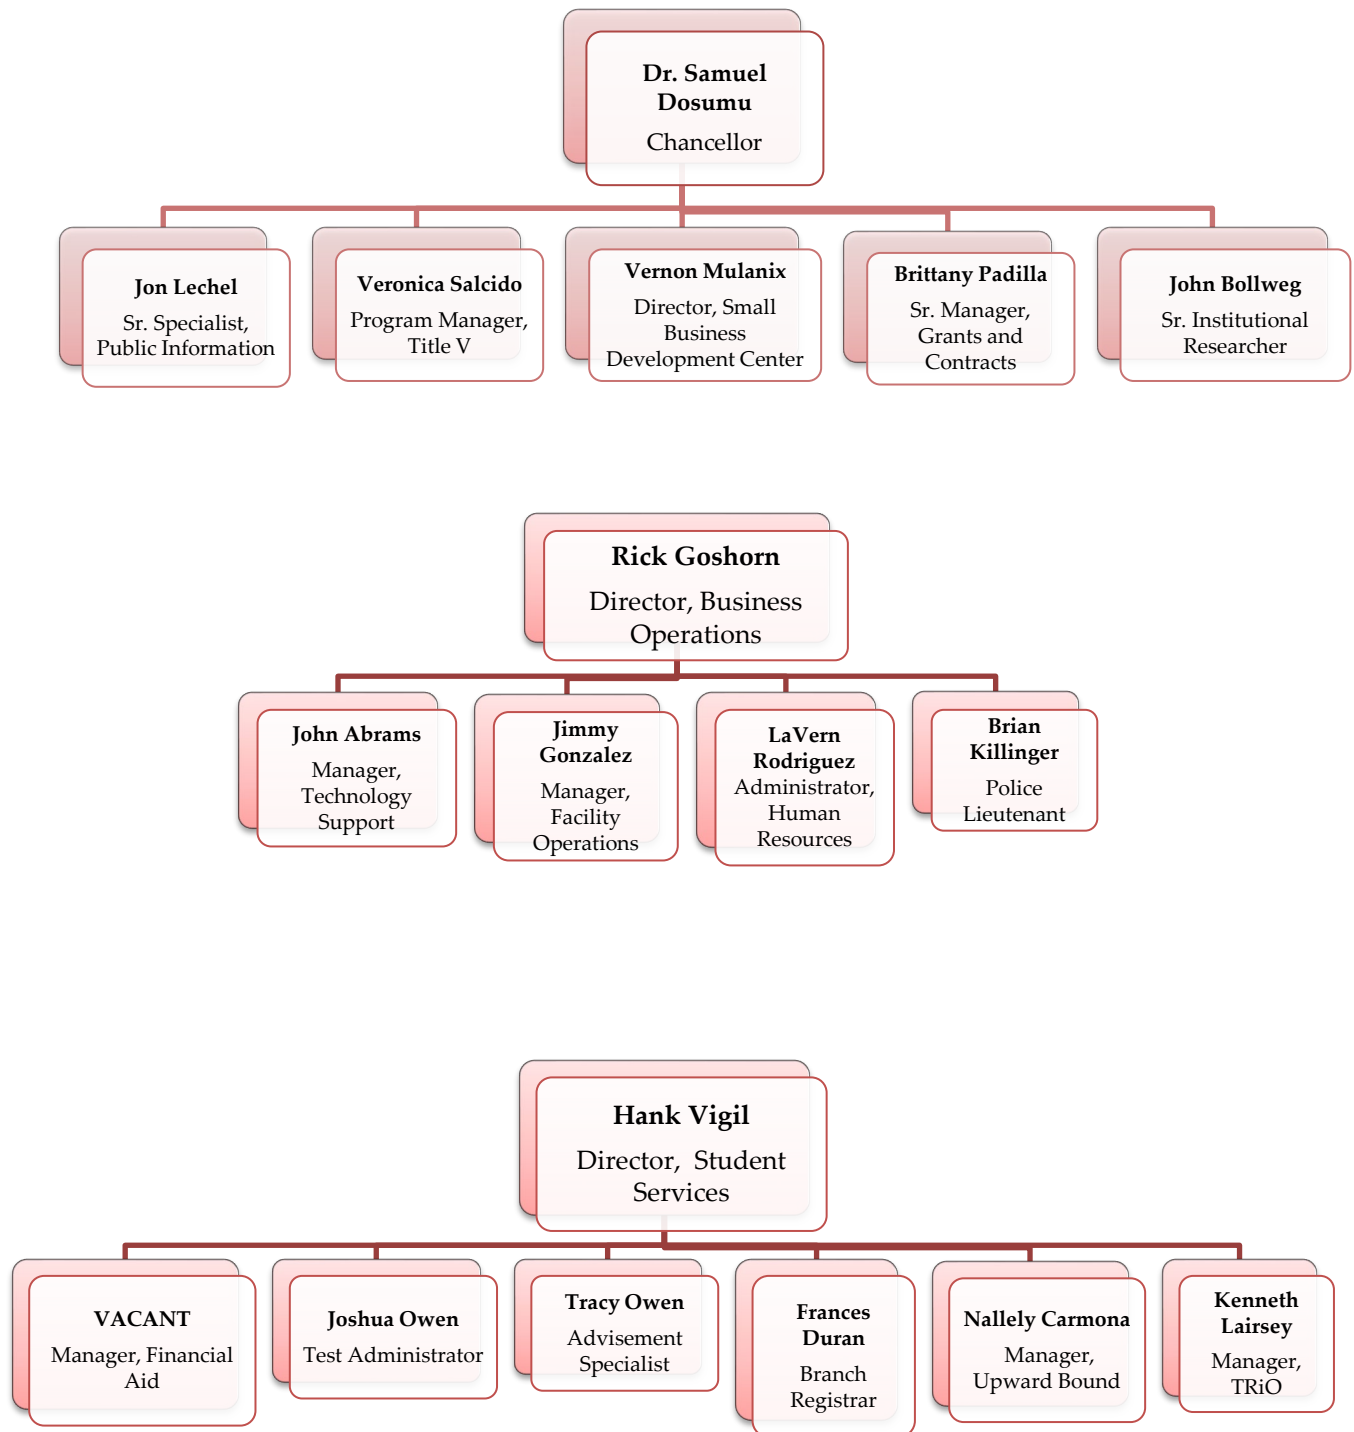 Dr. Samuel
Dosumu
Chancellor
Jon Lechel
Sr. Specialist,
Public Information
Veronica Salcido
Program Manager,
Title V
Vernon Mulanix
Director, Small
Business
Development Center
Brittany Padilla
Sr. Manager,
Grants and
Contracts
John Bollweg
Sr. Institutional
Researcher
Rick Goshorn
Director, Business
Operations
John Abrams
Manager,
Technology
Support
Jimmy
Gonzalez
Manager,
Facility
Operations
LaVern
Rodriguez
Administrator,
Human
Resources
Brian
Killinger
Police
Lieutenant
Hank Vigil
Director, Student
Services
VACANT
Manager, Financial
Aid
Joshua Owen
Test Administrator
Tracy Owen
Advisement
Specialist
Frances
Duran
Branch
Registrar
Nallely Carmona
Manager,
Upward Bound
Kenneth
Lairsey
Manager,
TRiO